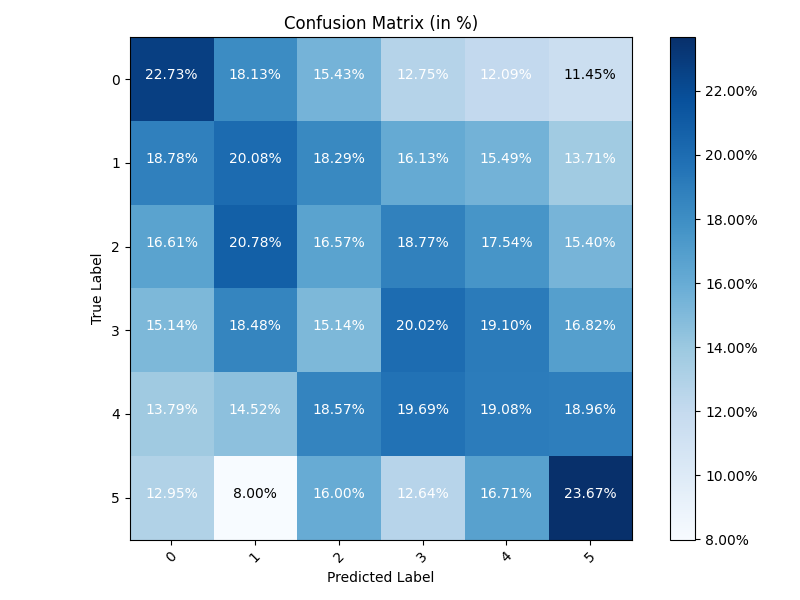 Confusion Matrix (in %)
True Label
0 22.73% 18.13% 15.43% 12.75% 12.09% 11.45%
1 18.78% 20.08% 18.29% 16.13% 15.49% 13.71%
2 16.61% 20.78% 16.57% 18.77% 17.54% 15.40%
3 15.14% 18.48% 15.14% 20.02% 19.10% 16.82%
4 13.79% 14.52% 18.57% 19.69% 19.08% 18.96%
5 12.95% 8.00% 16.00% 12.64% 16.71% 23.67%
0 1 2 3 4 5
Predicted Label
22.00%
20.00%
18.00%
16.00%
14.00%
12.00%
10.00%
8.00%